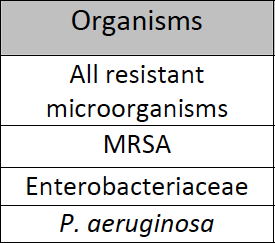 Organisms
All resistant
microorganisms
MRSA
Enterobacteriaceae
P. aeruginosa